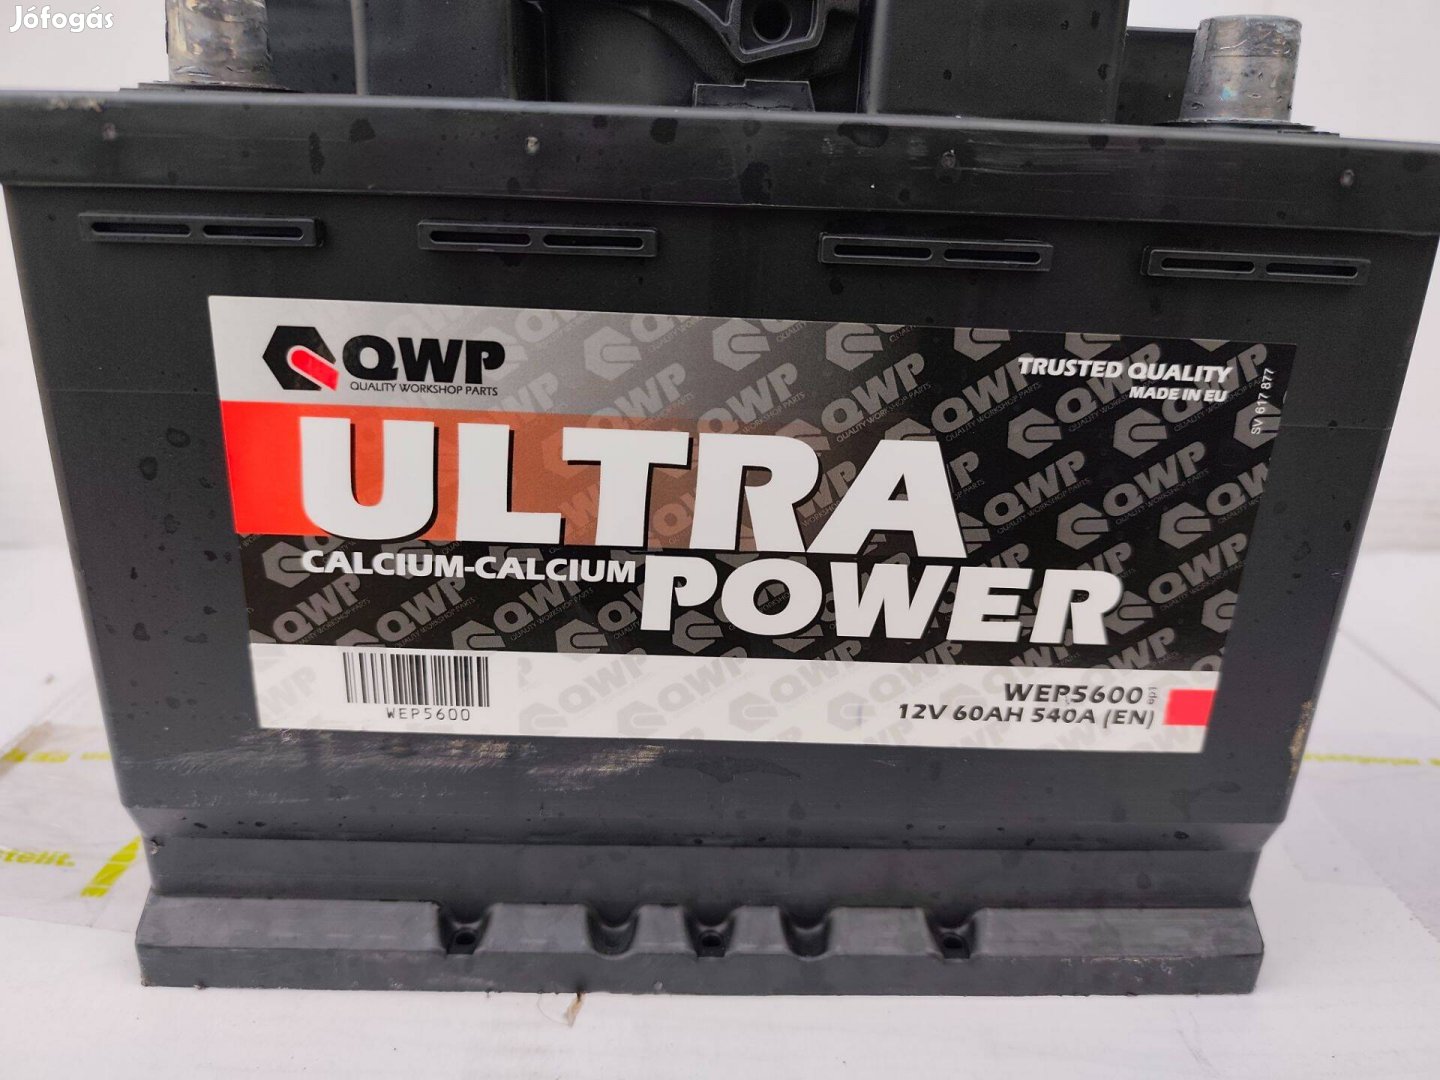 Jófogás
QWP
QUALITY WORKSHOP PARTS
TRUSTED QUALITY
MADE IN EU
SV 617 877
ULTRA
CALCIUM-CALCIUM
POWER
WEP5600
WEP5600
12V 60AH 540A (EN)
stelit.